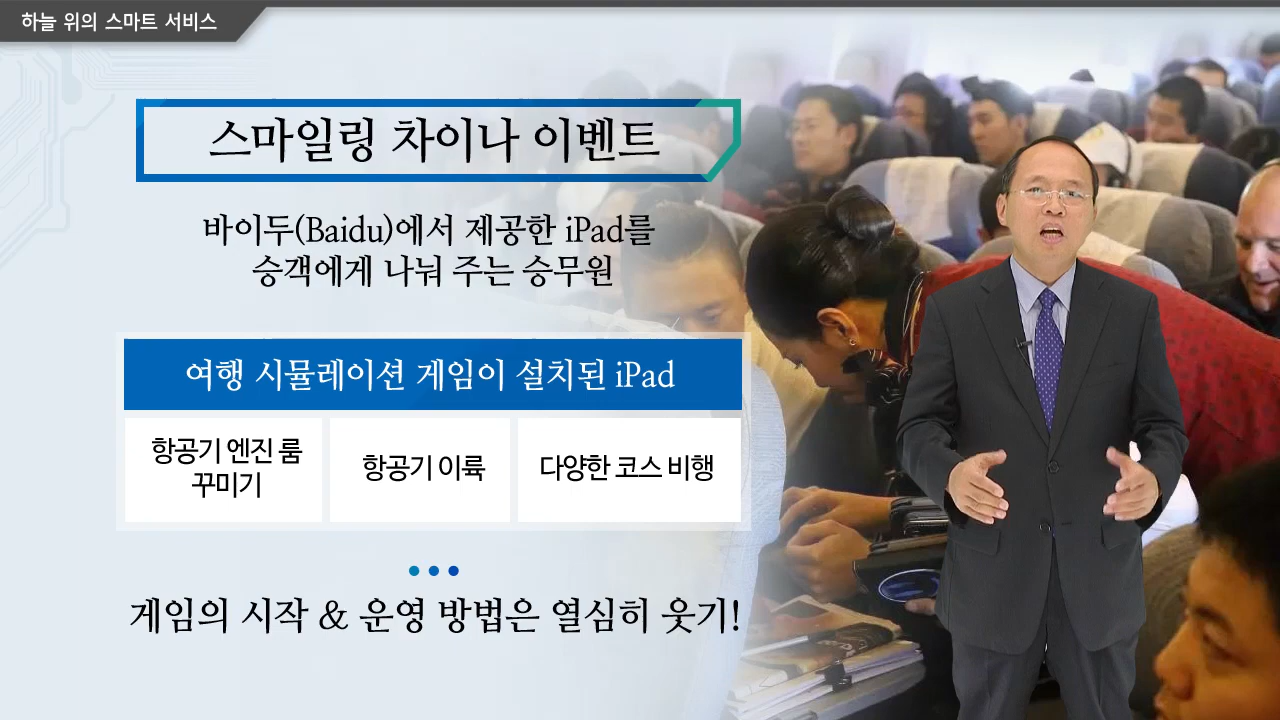 하늘 위의 스마트 서비스
스마일링 차이나 이벤트
바이두(Baidu)에서 제공한 iPad를
승객에게 나눠 주는 승무원
여행 시뮬레이션 게임이 설치된 iPad
항공기 엔진 룸
꾸미기
항공기 이륙
다양한 코스 비행
게임의 시작 & 운영 방법은 열심히 웃기!